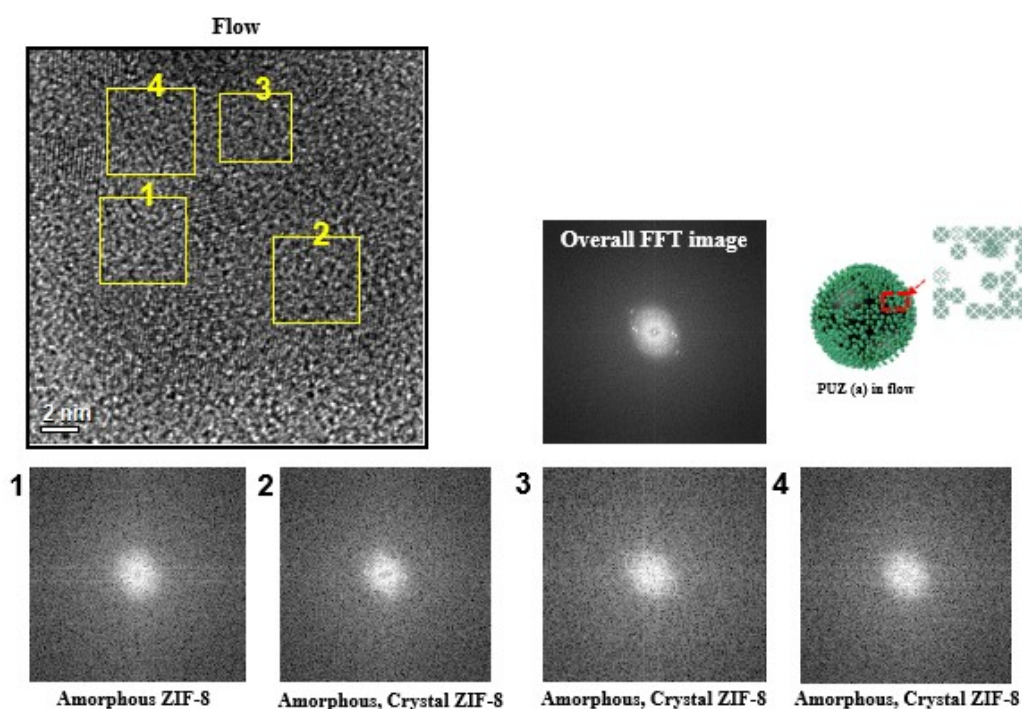 Flow
4
3
1
2
2 nm
Overall FFT image
PUZ (a) in flow
1
2
3
4
Amorphous ZIF-8
Amorphous, Crystal ZIF-8
Amorphous, Crystal ZIF-8
Amorphous, Crystal ZIF-8